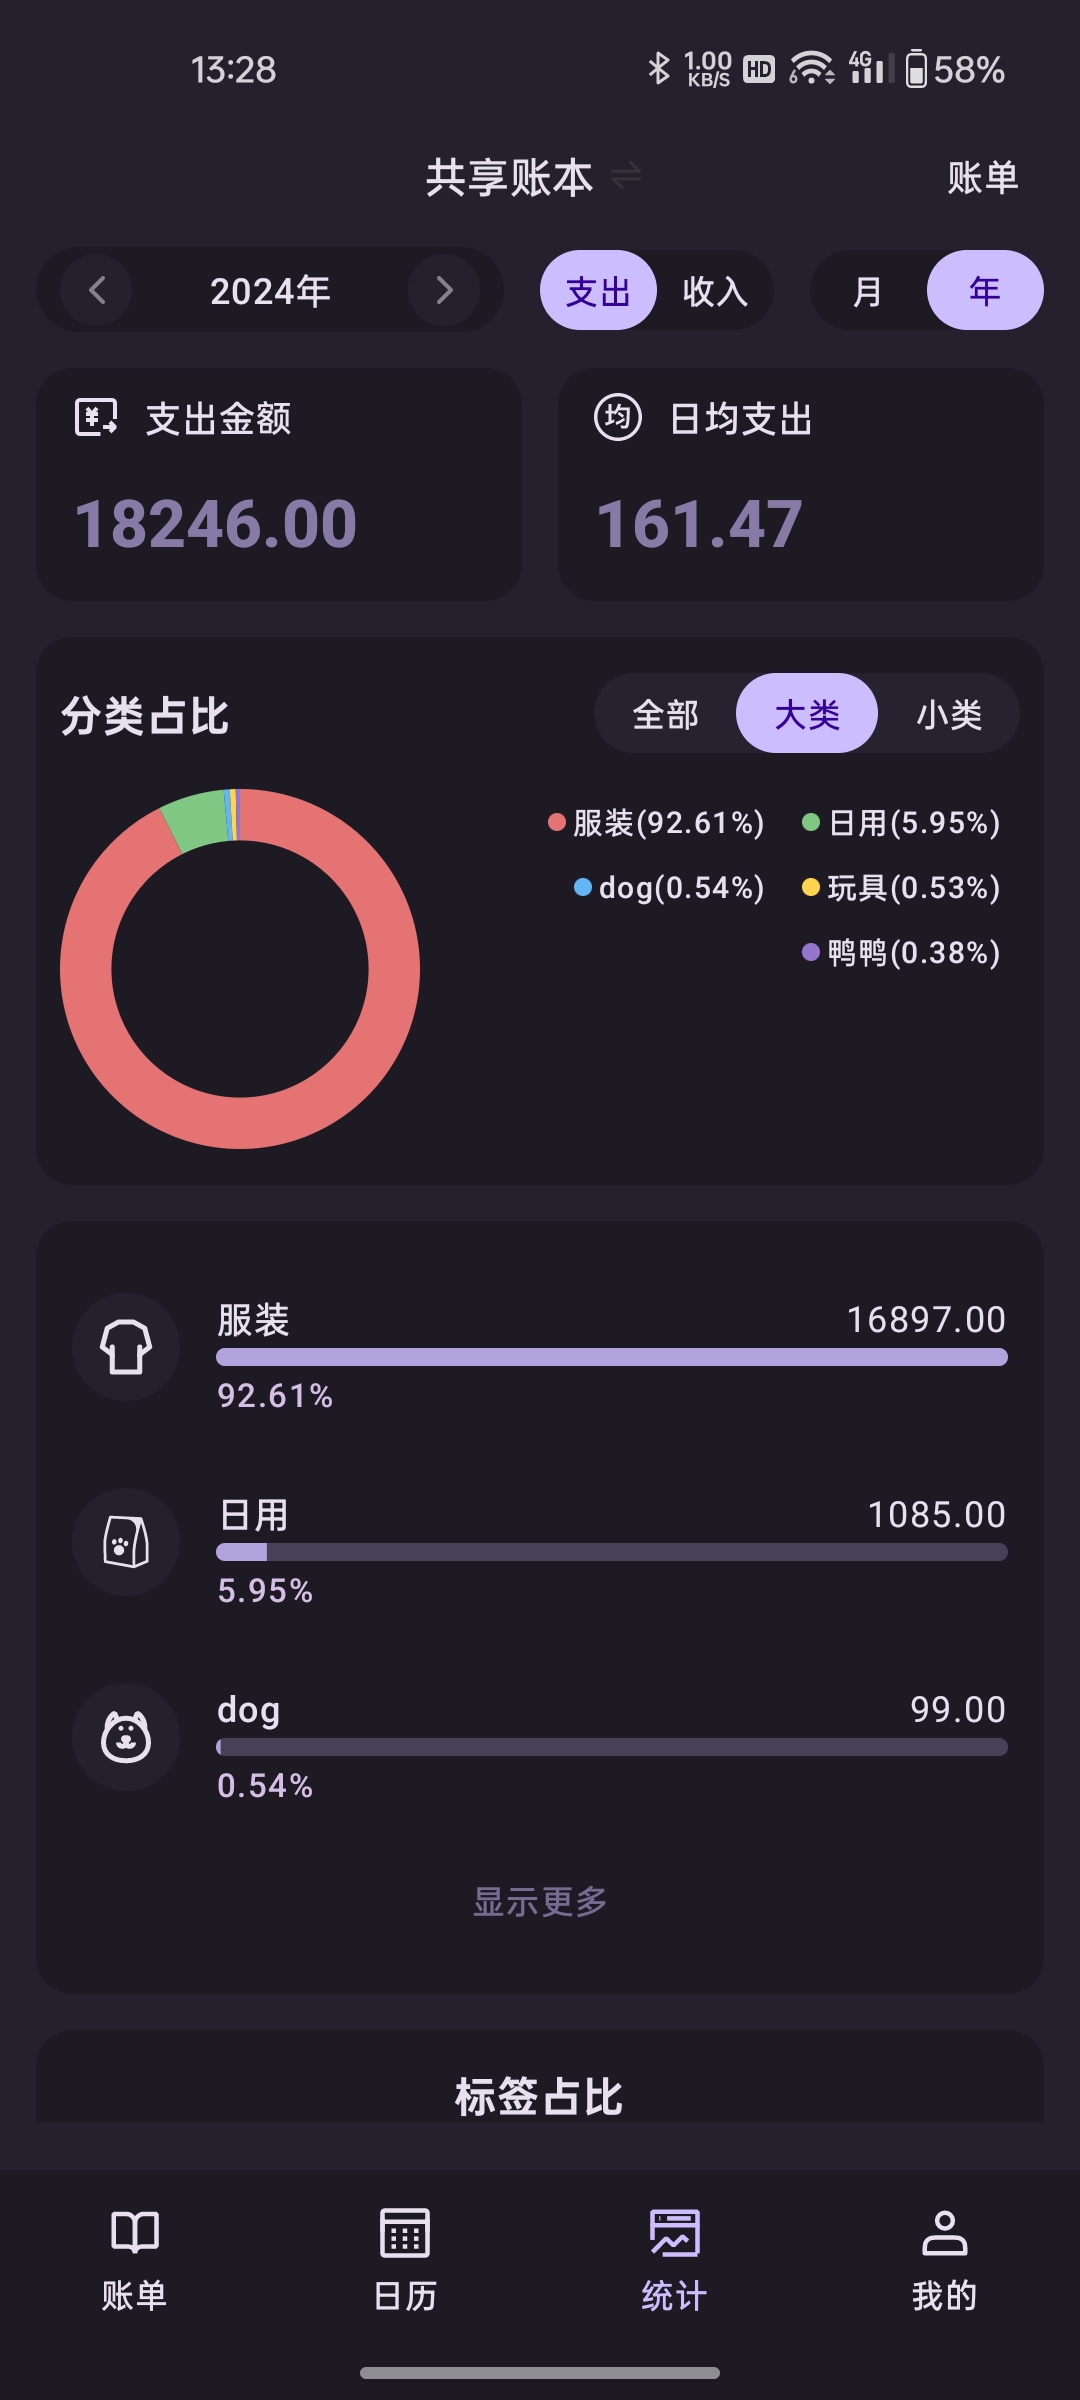 13:28 1.00 KB/S HD 6 4G 58%
共享账本 账单
2024年 支出 收入 月 年
支出金额 均 日均支出
18246.00 161.47
分类占比 全部 大类 小类
服装(92.61%) 日用(5.95%)
dog(0.54%) 玩具(0.53%)
鸭鸭(0.38%)
服装 16897.00
92.61%
日用 1085.00
5.95%
dog 99.00
0.54%
显示更多
标签占比
账单 日历 统计 我的